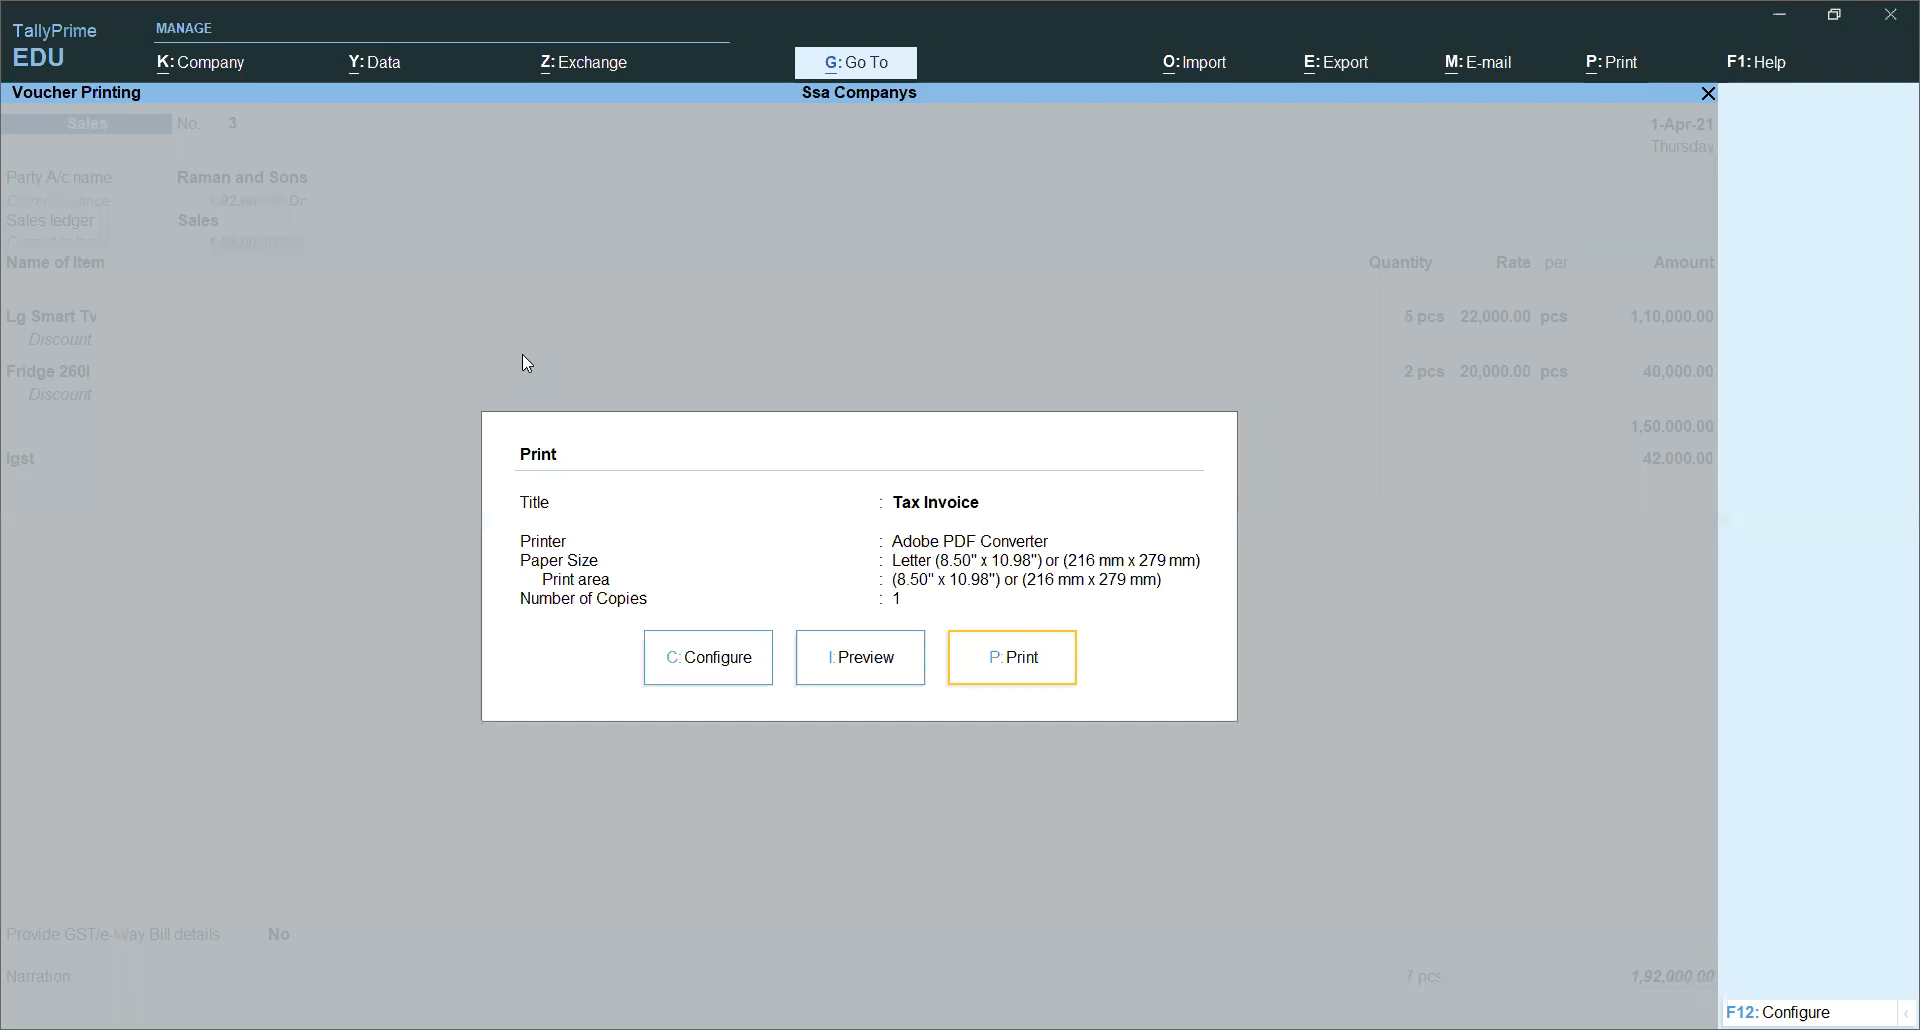 TallyPrime
EDU
MANAGE
K: Company
Y: Data
Z: Exchange
G: Go To
O: Import
E: Export
M: E-mail
P: Print
F1: Help
Voucher Printing
Ssa Companys
Sales No. 3
1-Apr-21
Thursday
Party A/c name : Raman and Sons
Sales ledger : Sales
Name of Item Quantity Rate per Amount
Lg Smart Tv 5 pcs 22,000.00 pcs 1,10,000.00
Discount
Fridge 260l 2 pcs 20,000.00 pcs 40,000.00
Discount
1,50,000.00
Igst 42,000.00
Print
Title : Tax Invoice
Printer : Adobe PDF Converter
Paper Size : Letter (8.50" x 10.98") or (216 mm x 279 mm)
Print area : (8.50" x 10.98") or (216 mm x 279 mm)
Number of Copies : 1
C: Configure
I: Preview
P: Print
Provide GST/e-Way Bill details : No
Narration:
7 pcs 1,92,000.00
F12: Configure